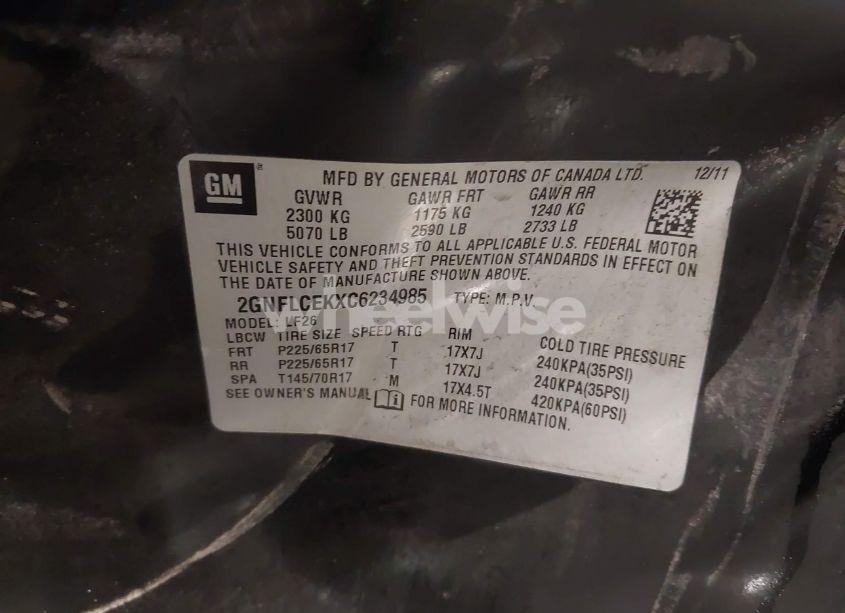 GM
MFD BY GENERAL MOTORS OF CANADA LTD. 12/11
GVWR GAWR FRT GAWR RR
2300 KG 1175 KG 1240 KG
5070 LB 2590 LB 2733 LB
THIS VEHICLE CONFORMS TO ALL APPLICABLE U.S. FEDERAL MOTOR
VEHICLE SAFETY AND THEFT PREVENTION STANDARDS IN EFFECT ON
THE DATE OF MANUFACTURE SHOWN ABOVE.
2GNFLCEKXC6234985 TYPE: M.P.V.
wheelwise
MODEL: LF26
LBCW TIRE SIZE SPEED RTG RIM COLD TIRE PRESSURE
FRT P225/65R17 T 17X7J 240KPA(35PSI)
RR P225/65R17 T 17X7J 240KPA(35PSI)
SPA T145/70R17 M 17X4.5T 420KPA(60PSI)
SEE OWNER'S MANUAL FOR MORE INFORMATION.